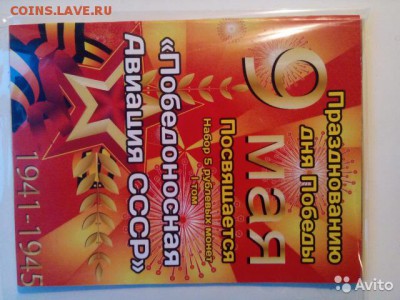 COINS.LAVE.RU
Празднованию
дня Победы
9 мая
Посвящается
Набор 5 рублевых монет
1-том
«Победоносная
Авиация СССР»
1941-1945
Avito